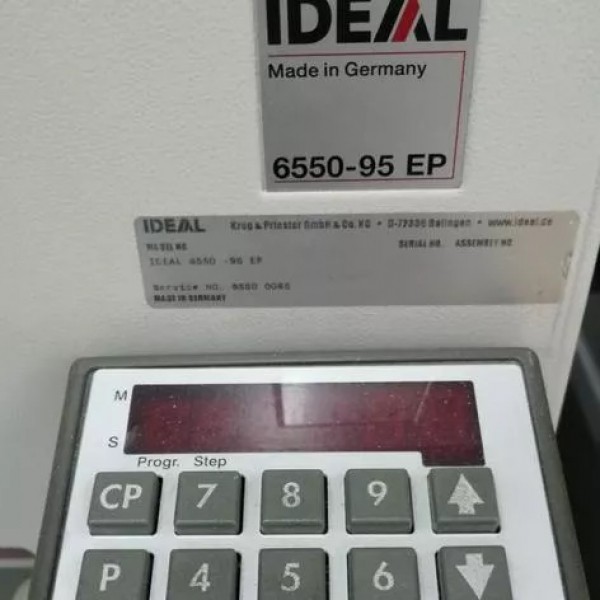 IDEAL
Made in Germany
6550-95 EP
IDEAL Krug & Priester GmbH & Co. KG • D-72336 Balingen • www.ideal.de
MODEL NO. SERIAL NO. ASSEMBLY NO.
IDEAL 6550 -95 EP
Service NO.
MADE IN GERMANY
M
S
Progr. Step
CP 7 8 9
P 4 5 6